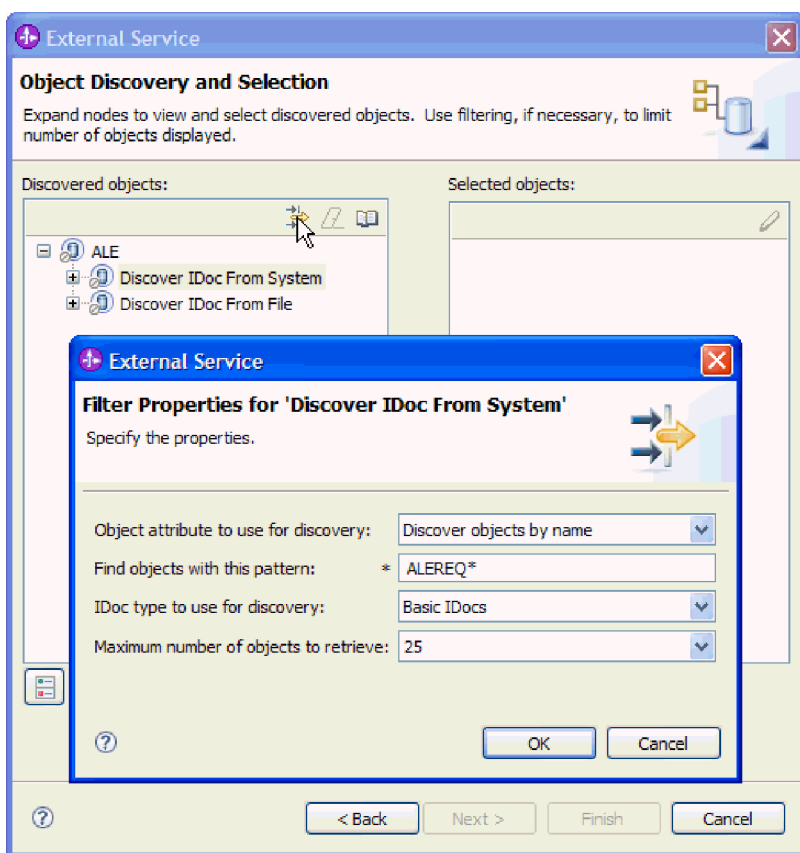 External Service
Object Discovery and Selection
Expand nodes to view and select discovered objects. Use filtering, if necessary, to limit
number of objects displayed.
Discovered objects:
Selected objects:
ALE
Discover IDoc From System
Discover IDoc From File
External Service
Filter Properties for 'Discover IDoc From System'
Specify the properties.
Object attribute to use for discovery: Discover objects by name
Find objects with this pattern: * ALEREQ*
IDoc type to use for discovery: Basic IDocs
Maximum number of objects to retrieve: 25
OK Cancel
< Back Next > Finish Cancel